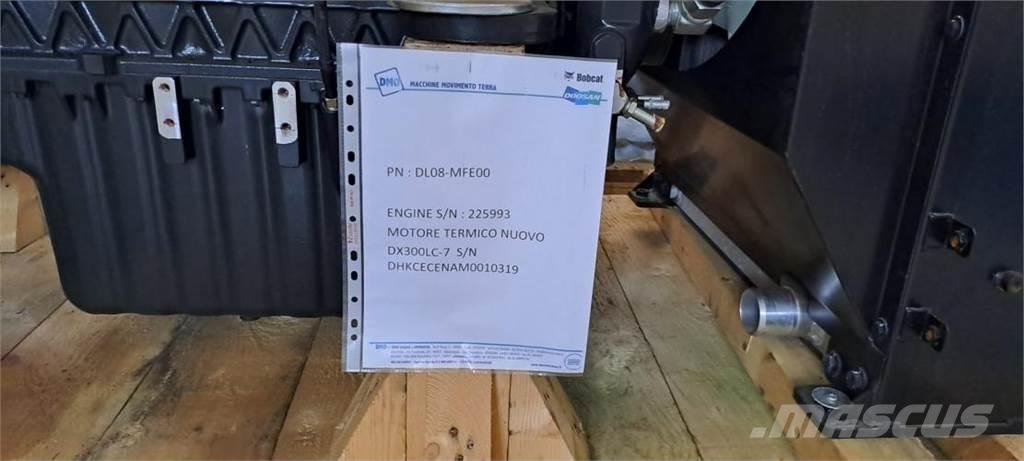 DMO MACCHINE MOVIMENTO TERRA
Bobcat
DOOSAN
PN : DL08-MFE00
ENGINE S/N : 225993
MOTORE TERMICO NUOVO
DX300LC-7 S/N
DHKCECENAM0010319
MASCUS